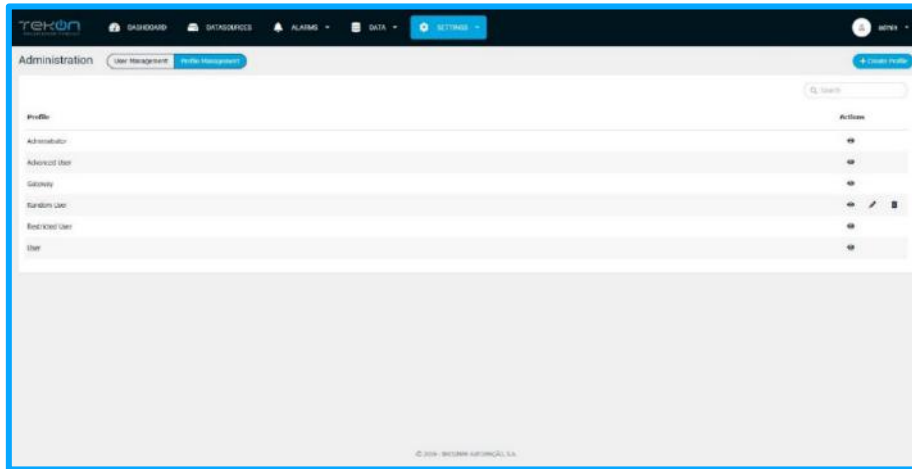 TEKON
DASHBOARD DATASOURCES ALARMS DATA SETTINGS admin
Administration User Management Profile Management + Create Profile
Search
Profile Actions
Administrator
Advanced User
Gateway
Random User
Restricted User
User